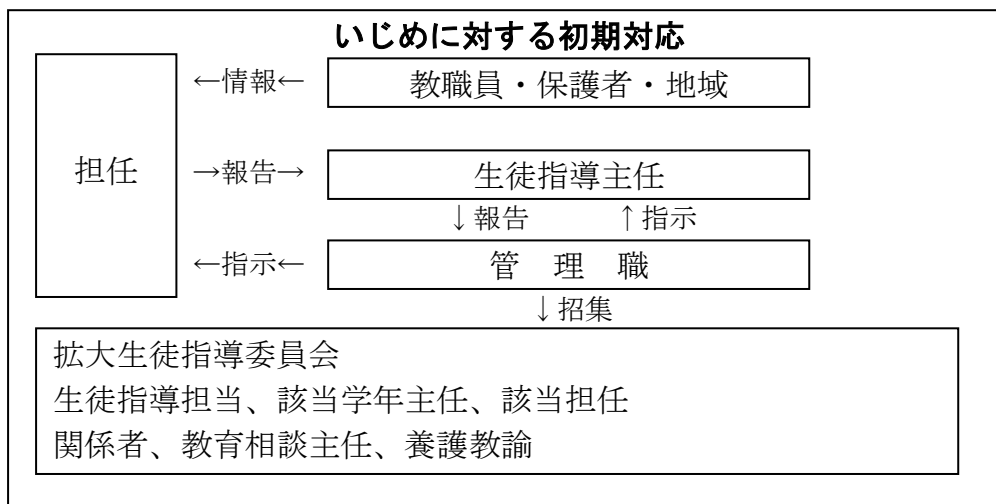 いじめに対する初期対応
←情報← 教職員・保護者・地域
担任 →報告→ 生徒指導主任
↓報告 ↑指示
←指示← 管 理 職
↓招集
拡大生徒指導委員会
生徒指導担当、該当学年主任、該当担任
関係者、教育相談主任、養護教諭